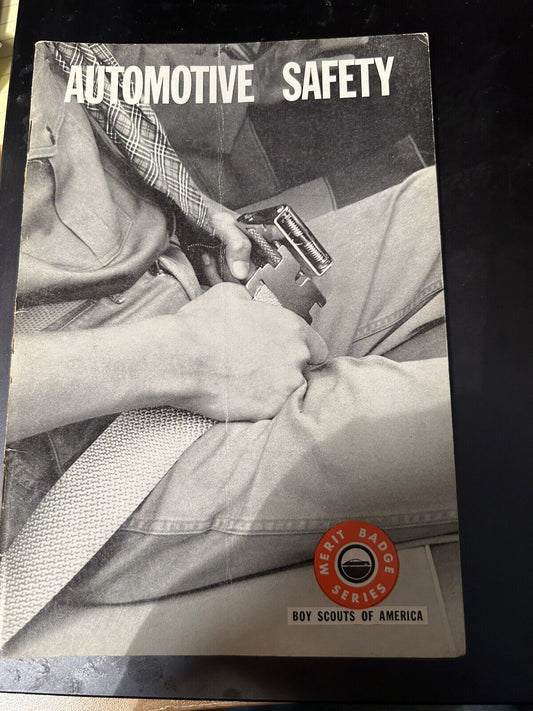 AUTOMOTIVE SAFETY
MERIT BADGE
SERIES
BOY SCOUTS OF AMERICA